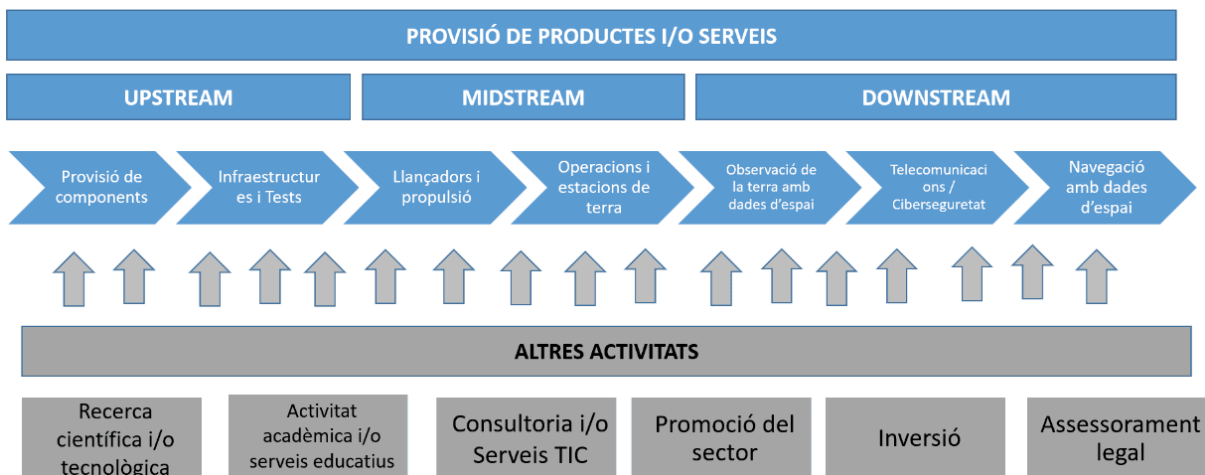 PROVISIÓ DE PRODUCTES I/O SERVEIS
UPSTREAM
MIDSTREAM
DOWNSTREAM
Provisió de
components
Infraestructur
es i Tests
Llançadors i
propulsió
Operacions i
estacions de
terra
Observació de
la terra amb
dades d'espai
Telecomunicaci
ons /
Ciberseguretat
Navegació
amb dades
d'espai
ALTRES ACTIVITATS
Recerca
científica i/o
tecnològica
Activitat
acadèmica i/o
serveis educatius
Consultoria i/o
Serveis TIC
Promoció del
sector
Inversió
Assessorament
legal